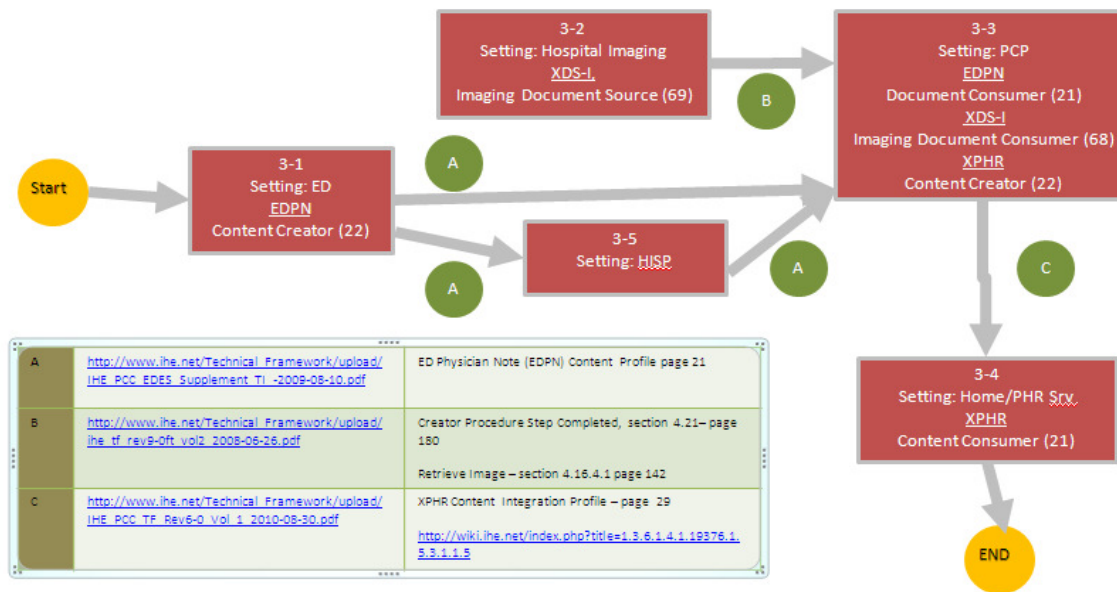 3-2
Setting: Hospital Imaging
XDS-I,
Imaging Document Source (69)
B
3-3
Setting: PCP
EDPN
Document Consumer (21)
XDS-I
Imaging Document Consumer (68)
XPHR
Content Creator (22)
Start
3-1
Setting: ED
EDPN
Content Creator (22)
A
A
3-5
Setting: HISP
A
C
3-4
Setting: Home/PHR Srv
XPHR
Content Consumer (21)
END
A
http://www.ihe.net/Technical_Framework/upload/
IHE_PCC_EDES_Supplement_TI_-2009-08-10.pdf
ED Physician Note (EDPN) Content Profile page 21
B
http://www.ihe.net/Technical_Framework/upload/
ihe_tf_rev9-0ft_vol2_2008-06-26.pdf
Creator Procedure Step Completed, section 4.21– page
180
Retrieve Image – section 4.16.4.1 page 142
C
http://www.ihe.net/Technical_Framework/upload/
IHE_PCC_TF_Rev6-0_Vol_1_2010-08-30.pdf
XPHR Content Integration Profile – page 29
http://wiki.ihe.net/index.php?title=1.3.6.1.4.1.19376.1.
5.3.1.1.5